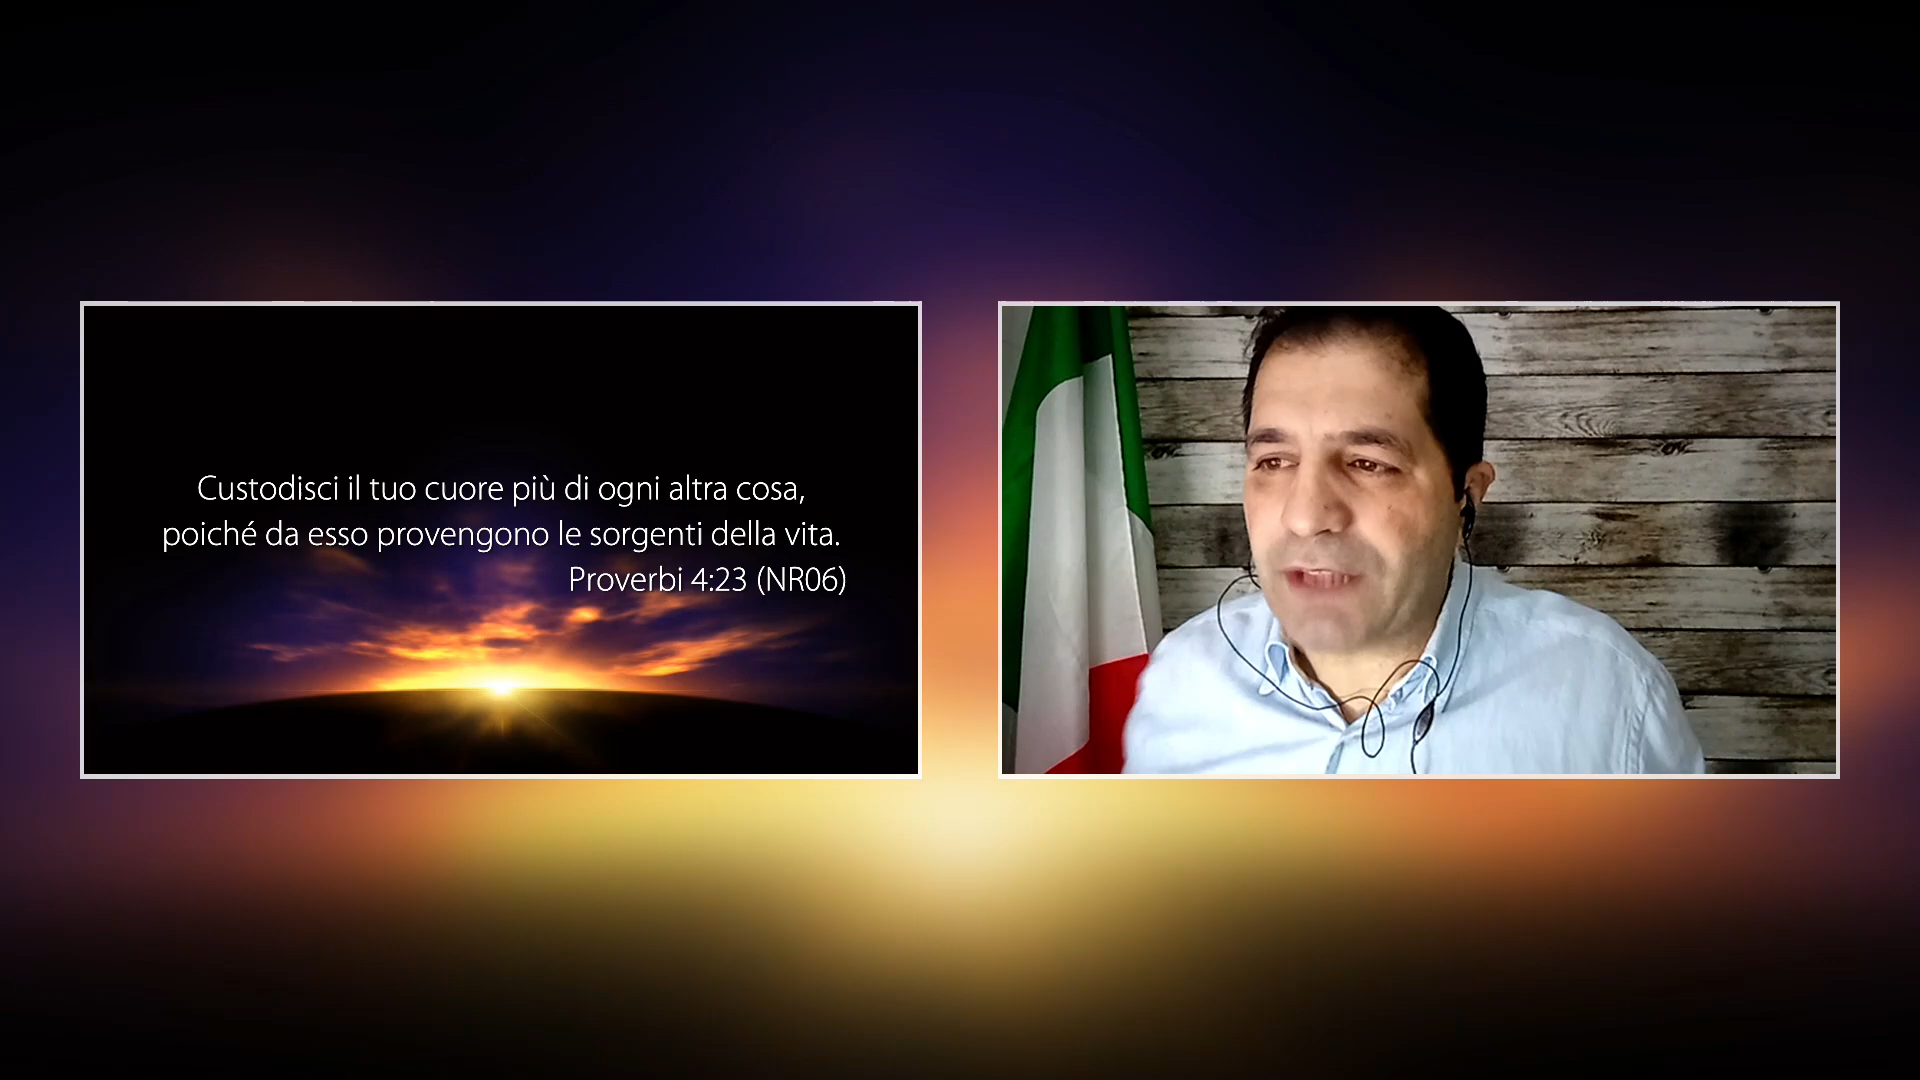 Custodisci il tuo cuore più di ogni altra cosa,
poiché da esso provengono le sorgenti della vita.
Proverbi 4:23 (NR06)